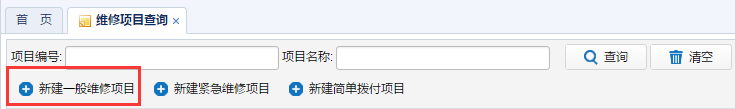 首 页 维修项目查询 ×
项目编号: 项目名称: 查询 清空
新建一般维修项目 新建紧急维修项目 新建简单拨付项目